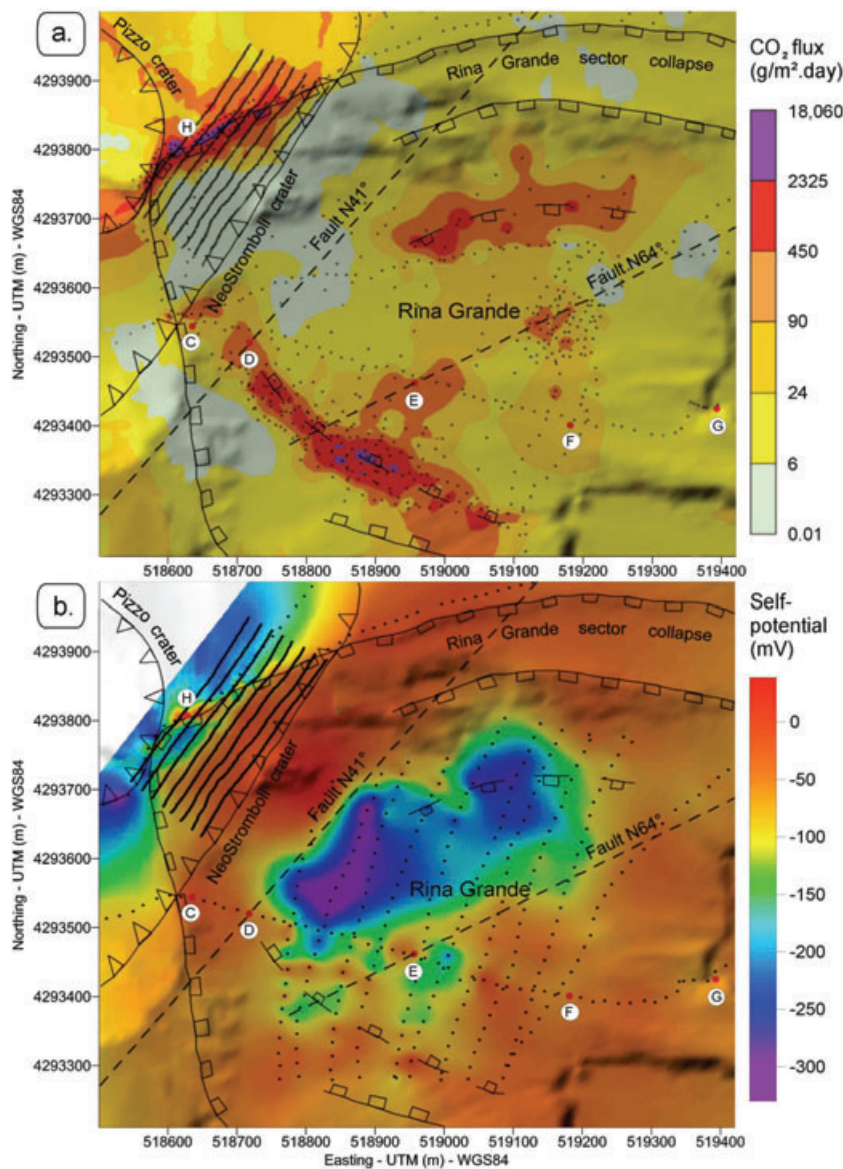 a.
CO₂ flux
(g/m².day)
18,060
2325
450
90
24
6
0.01
Northing - UTM (m) - WGS84
4293900
4293800
4293700
4293600
4293500
4293400
4293300
Pizzo crater
H
Rina Grande sector collapse
NeoStromboli crater
Fault N41°
Fault N64°
Rina Grande
C
D
E
F
G
518600 518700 518800 518900 519000 519100 519200 519300 519400
b.
Self-
potential
(mV)
0
-50
-100
-150
-200
-250
-300
Northing - UTM (m) - WGS84
4293900
4293800
4293700
4293600
4293500
4293400
4293300
Pizzo crater
H
Rina Grande sector collapse
NeoStromboli crater
Fault N41°
Fault N64°
Rina Grande
C
D
E
F
G
518600 518700 518800 518900 519000 519100 519200 519300 519400
Easting - UTM (m) - WGS84